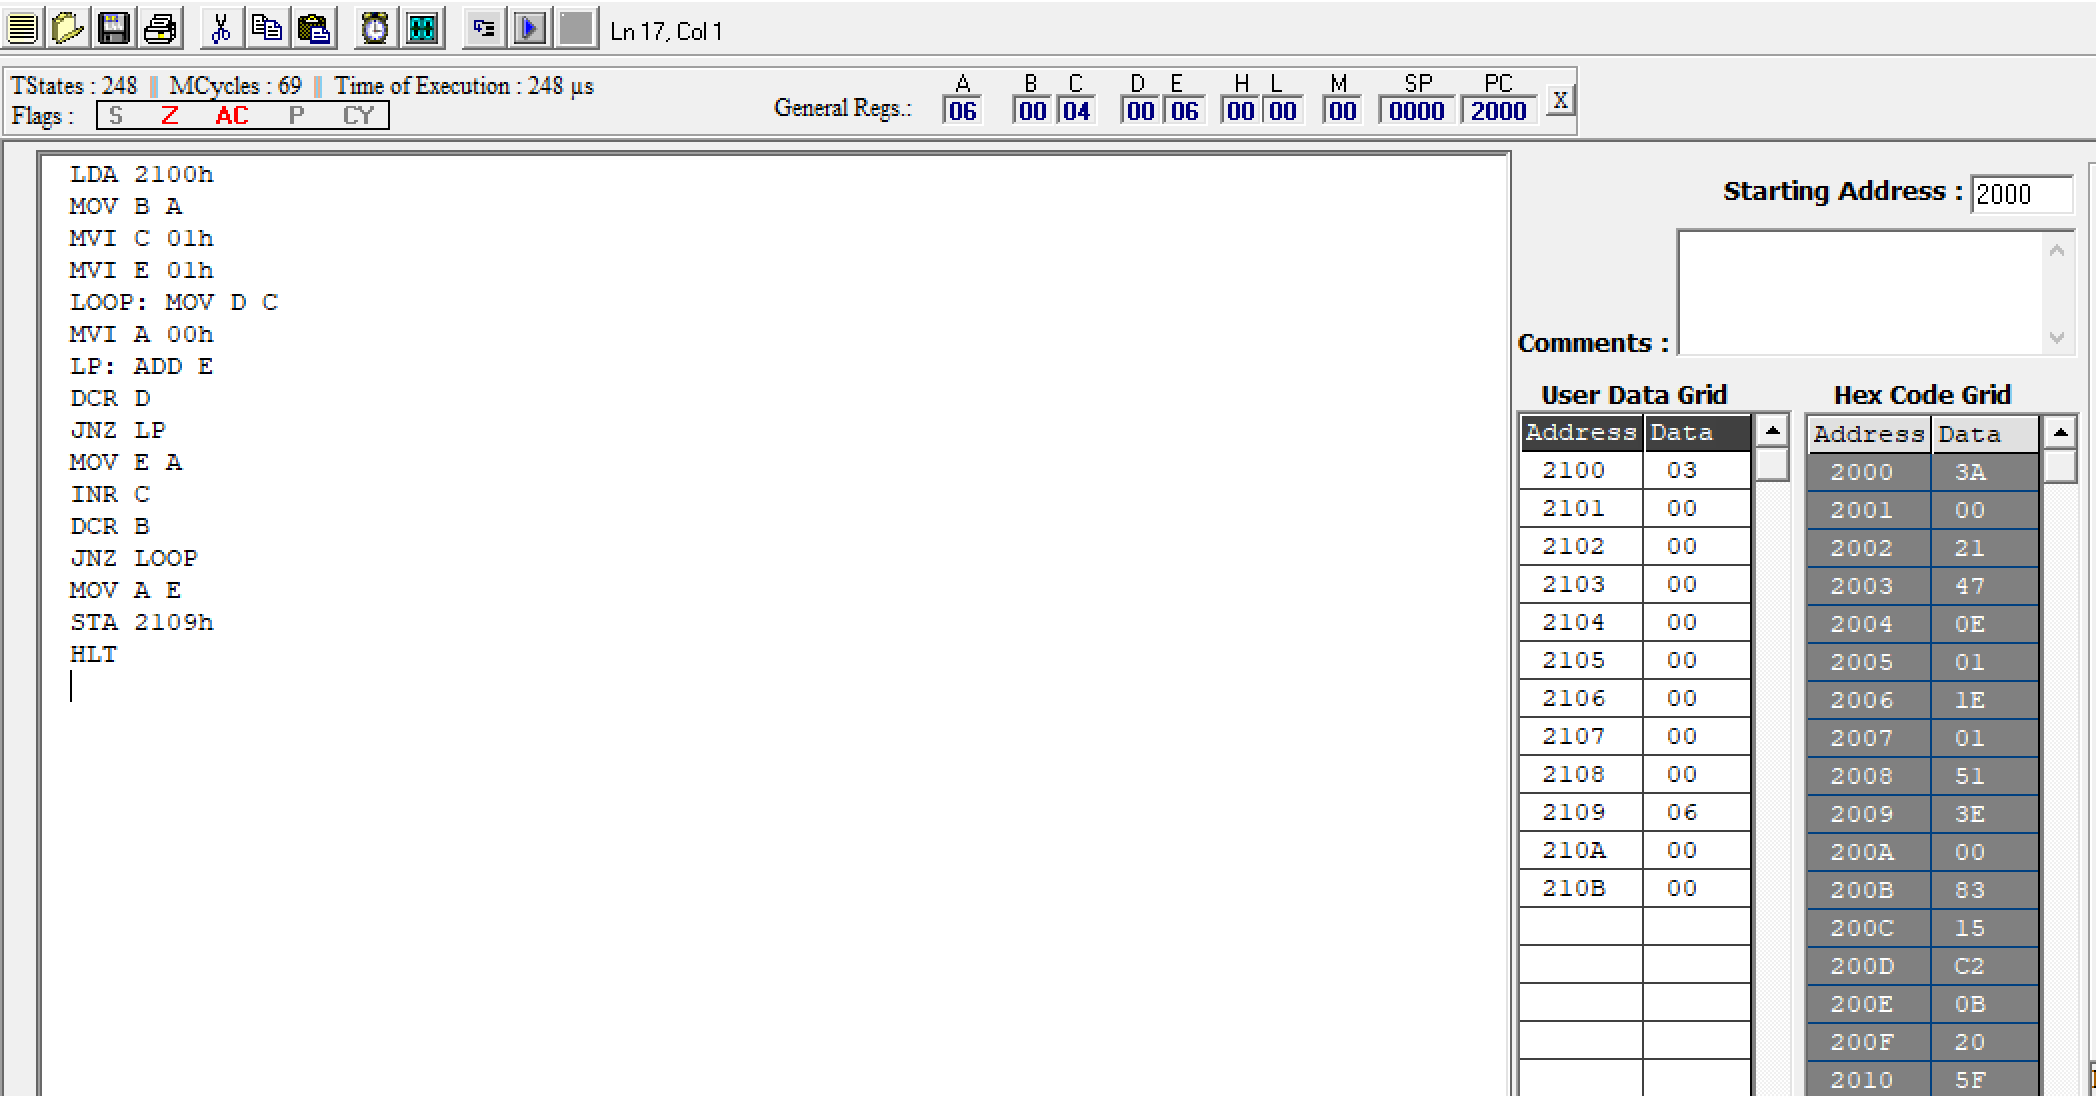 Ln 17, Col 1
TStates : 248 || MCycles : 69 || Time of Execution : 248 µs
Flags : S Z AC P CY
General Regs.:
A B C D E H L M SP PC
06 00 04 00 06 00 00 00 0000 2000
X
LDA 2100h
MOV B A
MVI C 01h
MVI E 01h
LOOP: MOV D C
MVI A 00h
LP: ADD E
DCR D
JNZ LP
MOV E A
INR C
DCR B
JNZ LOOP
MOV A E
STA 2109h
HLT
Starting Address : 2000
Comments :
User Data Grid
Address Data
2100 03
2101 00
2102 00
2103 00
2104 00
2105 00
2106 00
2107 00
2108 00
2109 06
210A 00
210B 00
Hex Code Grid
Address Data
2000 3A
2001 00
2002 21
2003 47
2004 0E
2005 01
2006 1E
2007 01
2008 51
2009 3E
200A 00
200B 83
200C 15
200D C2
200E 0B
200F 20
2010 5F